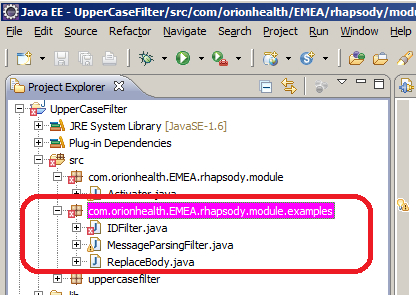 Java EE - UpperCaseFilter/src/com/orionhealth/EMEA/rhapsody/modu
File Edit Source Refactor Navigate Search Project Run Window H
Project Explorer
UpperCaseFilter
JRE System Library [JavaSE-1.6]
Plug-in Dependencies
src
com.orionhealth.EMEA.rhapsody.module
Activator.java
com.orionhealth.EMEA.rhapsody.module.examples
IDFilter.java
MessageParsingFilter.java
ReplaceBody.java
uppercasefilter
lib